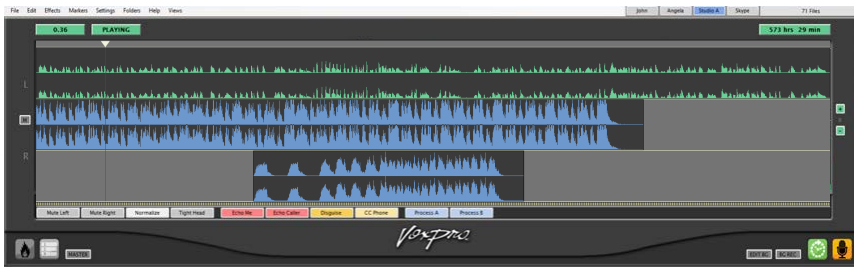 File Edit Effects Markers Settings Folders Help Views John Angela Studio A Skype 71 Files
0.36 PLAYING 573 hrs 29 min
L
M
R
Mute Left Mute Right Normalize Tight Head Echo Me Echo Caller Disguise CC Phone Process A Process B
Voxpro
MASTER EDIT BG BG REC